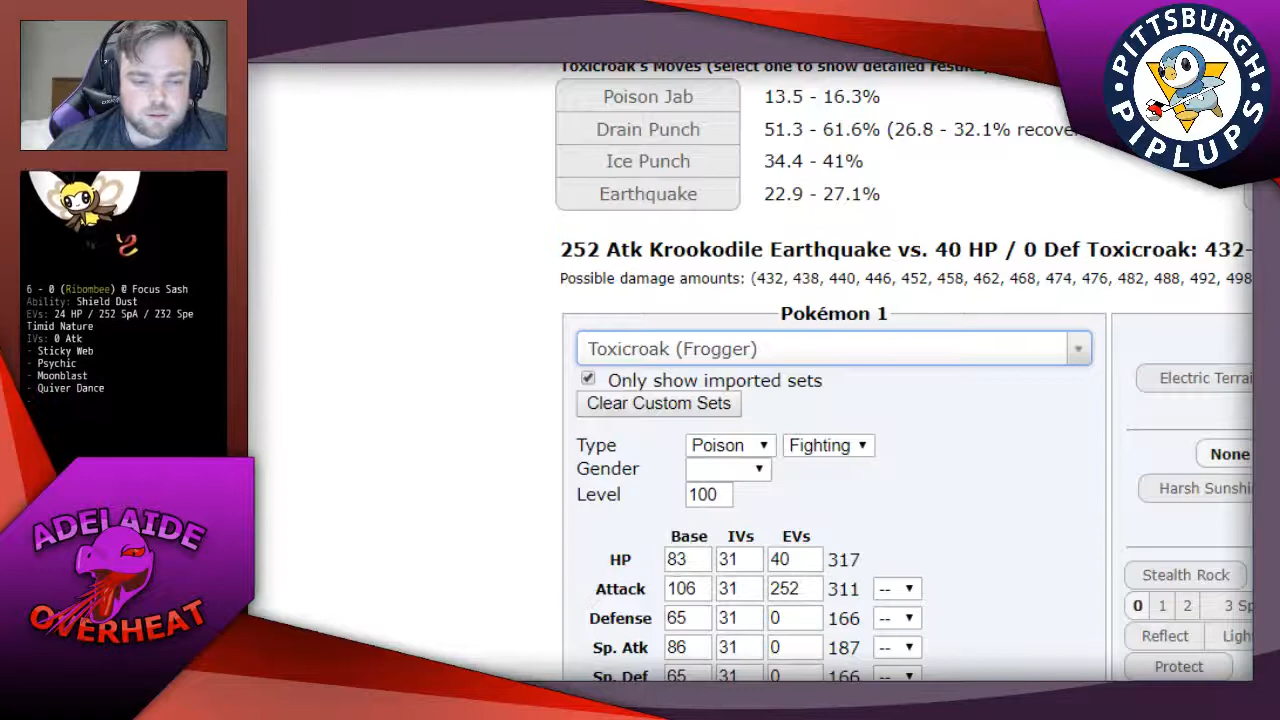 Toxicroak's Moves (select one to show detailed results)
Poison Jab 13.5 - 16.3%
Drain Punch 51.3 - 61.6% (26.8 - 32.1% recove
Ice Punch 34.4 - 41%
Earthquake 22.9 - 27.1%
252 Atk Krookodile Earthquake vs. 40 HP / 0 Def Toxicroak: 432-
Possible damage amounts: (432, 438, 440, 446, 452, 458, 462, 468, 474, 476, 482, 488, 492, 498
Pokémon 1
Toxicroak (Frogger)
Only show imported sets
Clear Custom Sets
Type Poison Fighting
Gender
Level 100
Base IVs EVs
HP 83 31 40 317
Attack 106 31 252 311 --
Defense 65 31 0 166 --
Sp. Atk 86 31 0 187 --
Sp. Def 65 31 0 166 --
Electric Terrai
None
Harsh Sunshi
Stealth Rock
0 1 2 3 Sp
Reflect Ligh
Protect
6 - 0 (Ribombee) @ Focus Sash
Ability: Shield Dust
EVs: 24 HP / 252 SpA / 232 Spe
Timid Nature
IVs: 0 Atk
- Sticky Web
- Psychic
- Moonblast
- Quiver Dance
ADELAIDE
OVERHEAT
PITTSBURGH
PIPLUPS